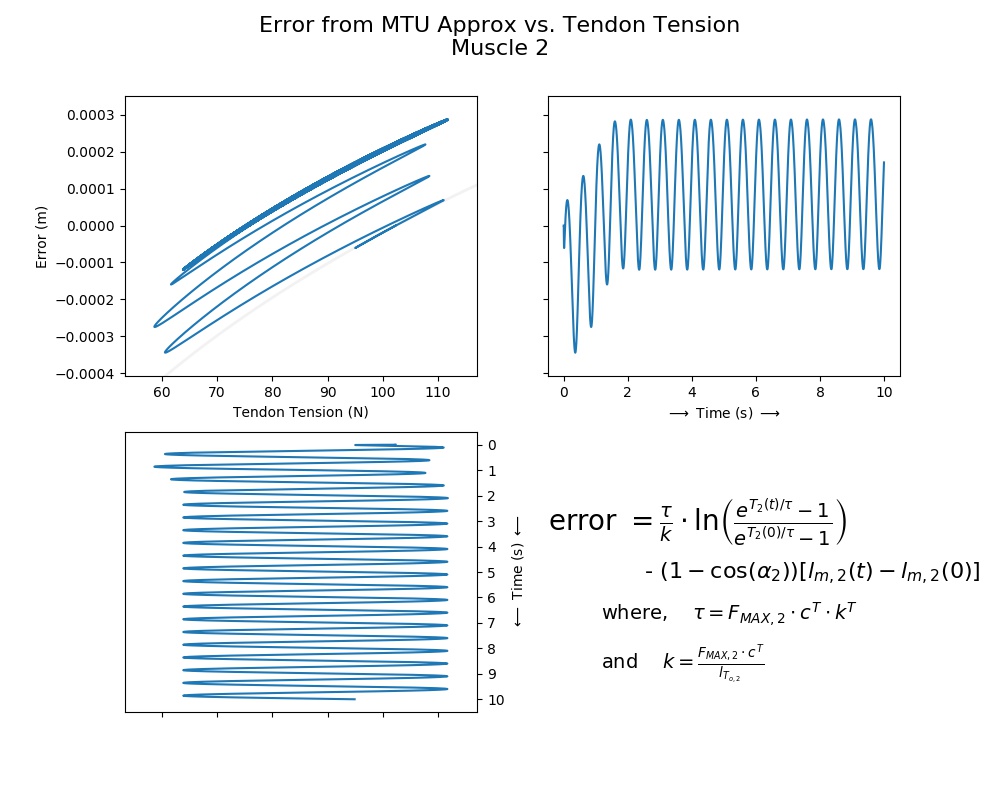 Error from MTU Approx vs. Tendon Tension
Muscle 2
0.0003
0.0002
0.0001
0.0000
−0.0001
−0.0002
−0.0003
−0.0004
Error (m)
60 70 80 90 100 110
Tendon Tension (N)
0 2 4 6 8 10
⟶ Time (s) ⟶
0
1
2
3
4
5
6
7
8
9
10
⟵ Time (s) ⟵
error = τ/k · ln((e^{T_2(t)/τ} − 1)/(e^{T_2(0)/τ} − 1))
- (1 − cos(α_2))[l_{m,2}(t) − l_{m,2}(0)]
where, τ = F_{MAX,2} · c^T · k^T
and k = (F_{MAX,2} · c^T)/l_{T_{o,2}}